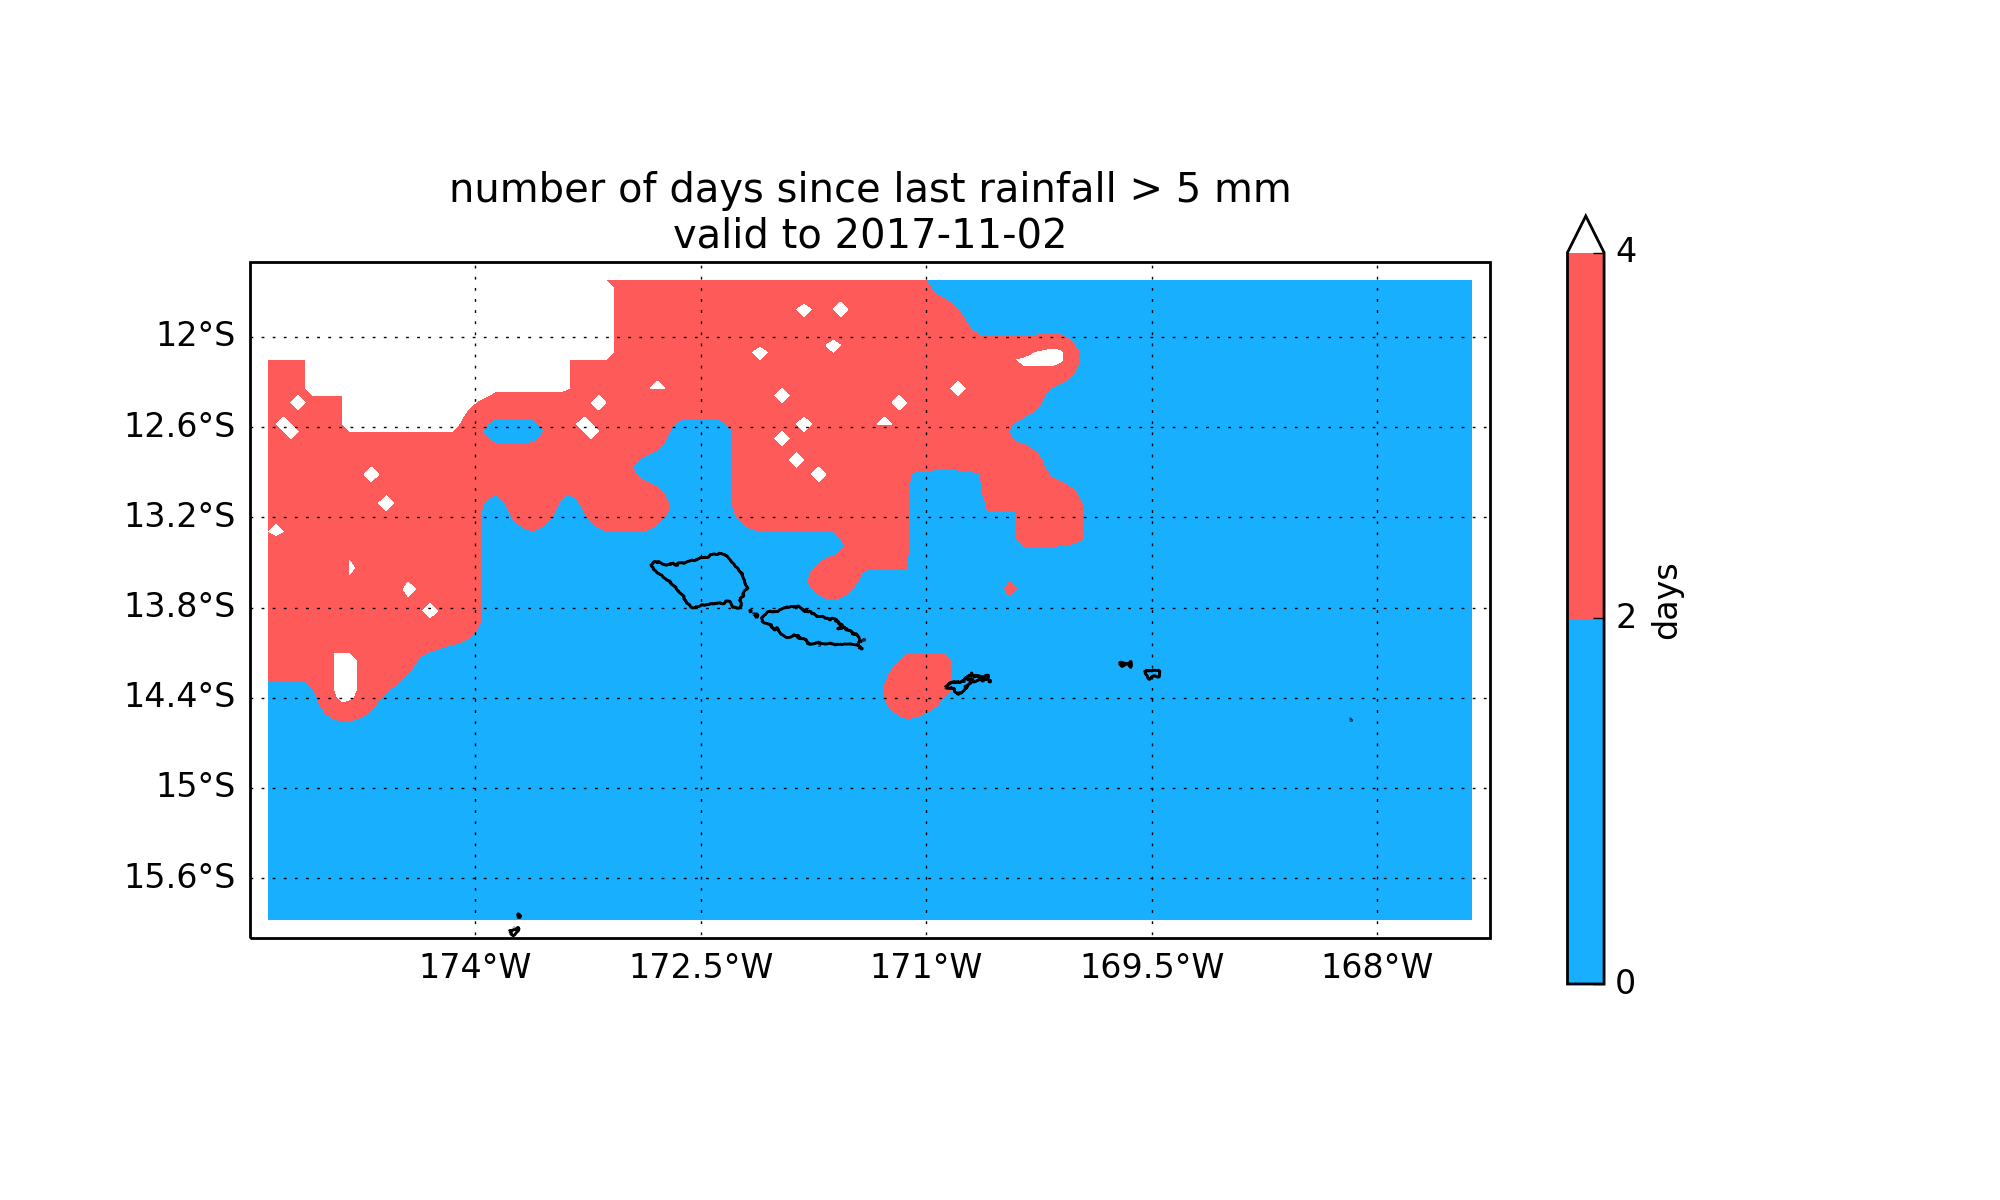 number of days since last rainfall > 5 mm
valid to 2017-11-02
12°S
12.6°S
13.2°S
13.8°S
14.4°S
15°S
15.6°S
174°W
172.5°W
171°W
169.5°W
168°W
4
2
0
days